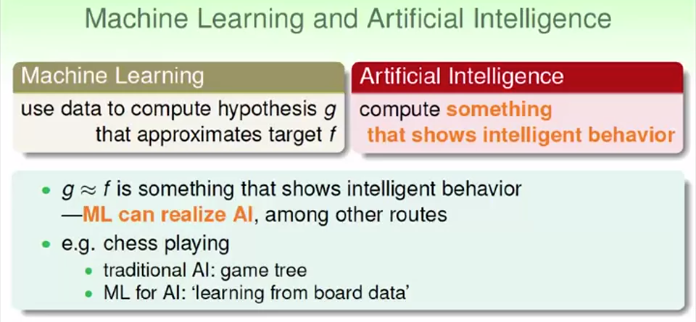 Machine Learning and Artificial Intelligence
Machine Learning
use data to compute hypothesis g
that approximates target f
Artificial Intelligence
compute something
that shows intelligent behavior
• g ≈ f is something that shows intelligent behavior
—ML can realize AI, among other routes
• e.g. chess playing
• traditional AI: game tree
• ML for AI: ‘learning from board data’